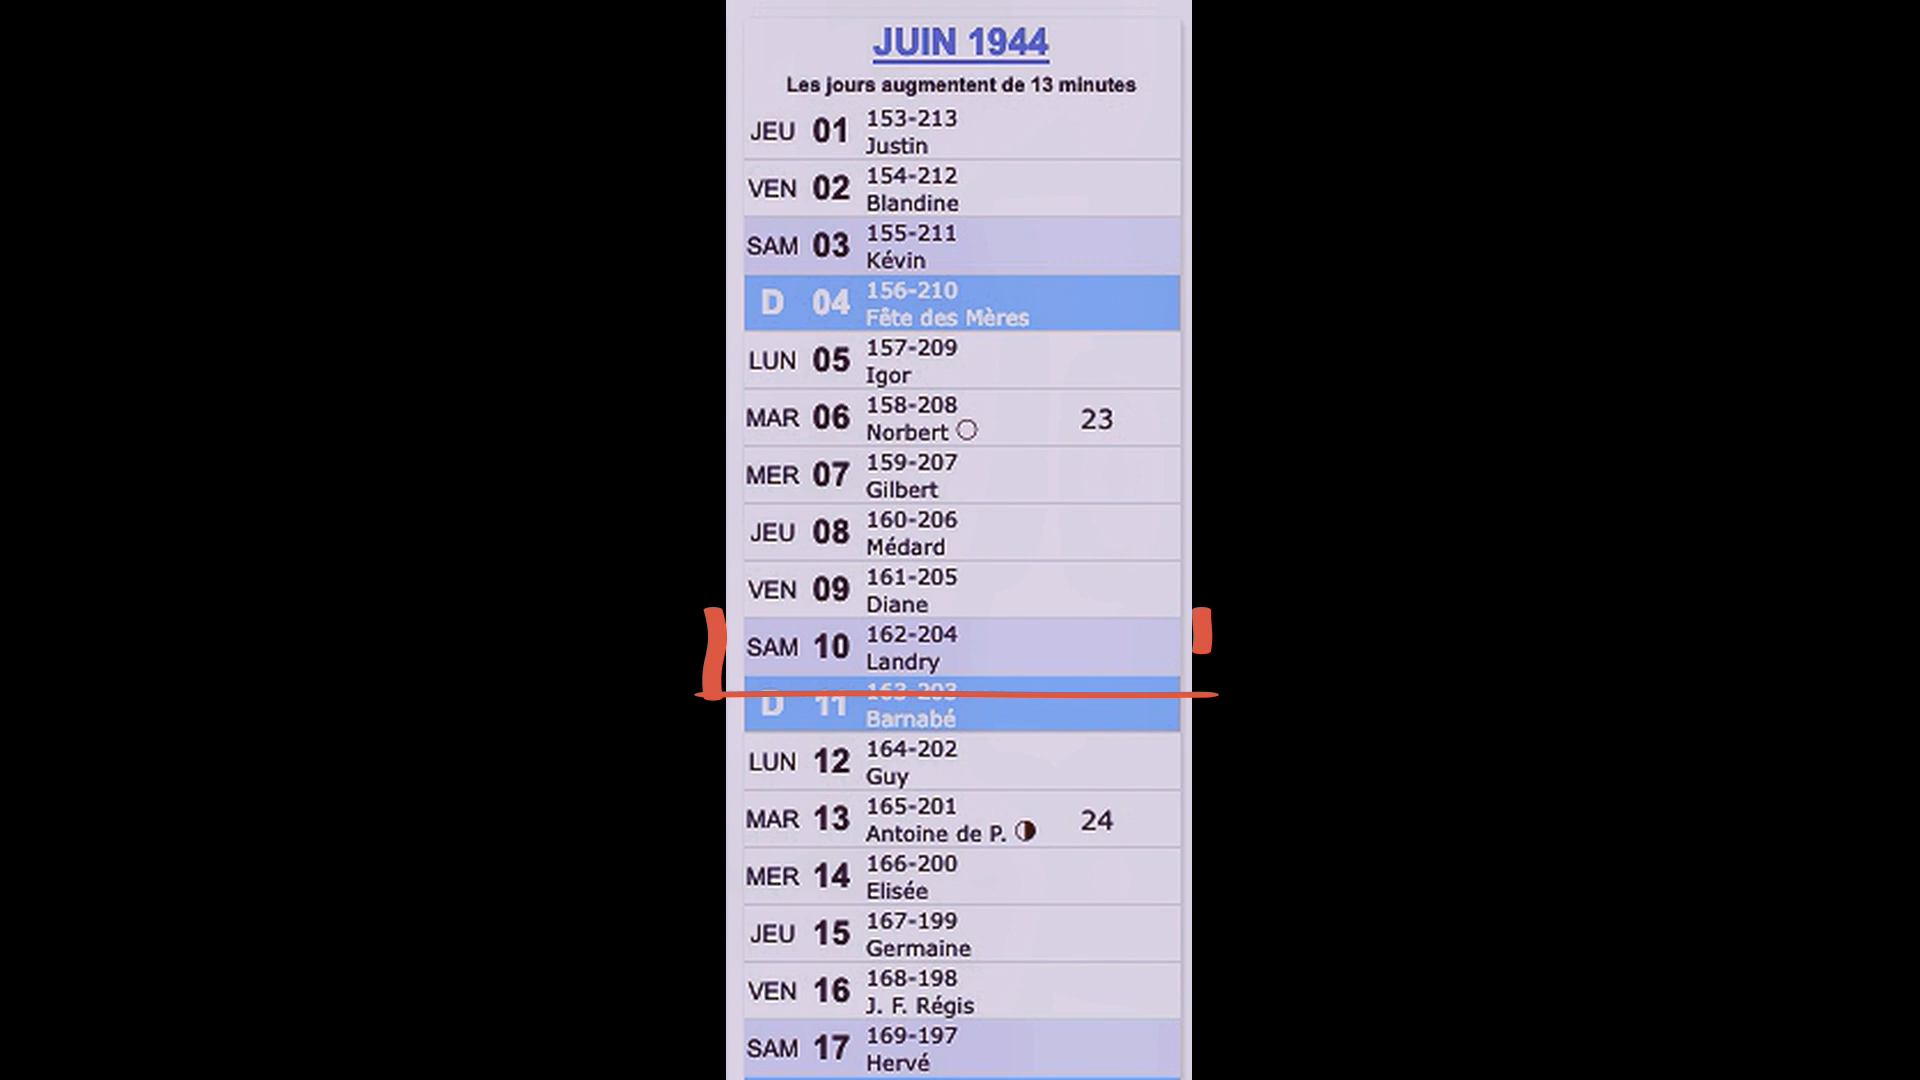 JUIN 1944
Les jours augmentent de 13 minutes
JEU 01 153-213
Justin
VEN 02 154-212
Blandine
SAM 03 155-211
Kévin
D 04 156-210
Fête des Mères
LUN 05 157-209
Igor
MAR 06 158-208 23
Norbert
MER 07 159-207
Gilbert
JEU 08 160-206
Médard
VEN 09 161-205
Diane
SAM 10 162-204
Landry
D 11 163-203
Barnabé
LUN 12 164-202
Guy
MAR 13 165-201 24
Antoine de P.
MER 14 166-200
Elisée
JEU 15 167-199
Germaine
VEN 16 168-198
J. F. Régis
SAM 17 169-197
Hervé